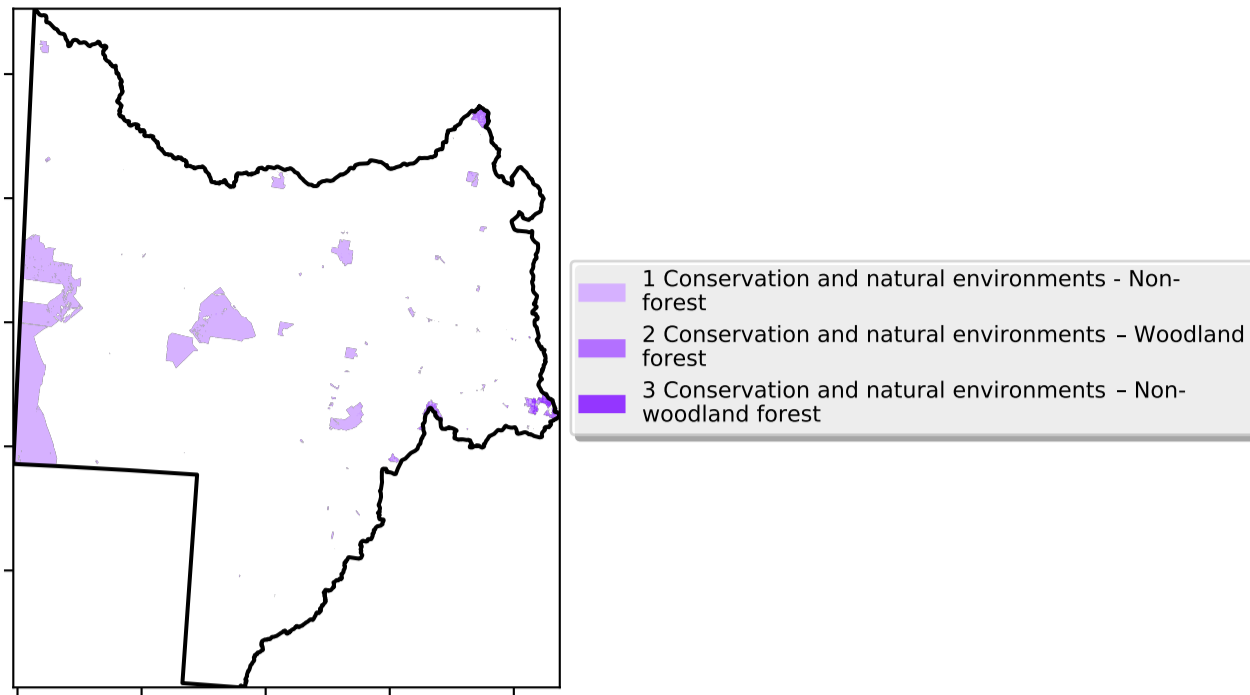 1 Conservation and natural environments - Non-
forest
2 Conservation and natural environments – Woodland
forest
3 Conservation and natural environments – Non-
woodland forest